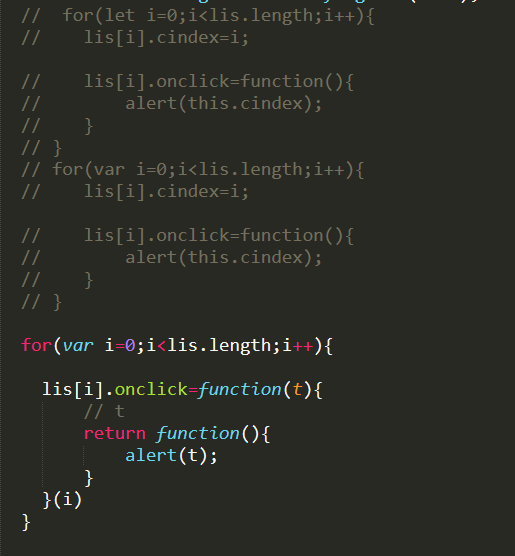 //  for(let i=0;i<lis.length;i++){
//    lis[i].cindex=i;
//    lis[i].onclick=function(){
//        alert(this.cindex);
//    }
// }
// for(var i=0;i<lis.length;i++){
//    lis[i].cindex=i;
//    lis[i].onclick=function(){
//        alert(this.cindex);
//    }
// }
for(var i=0;i<lis.length;i++){
  lis[i].onclick=function(t){
      // t
      return function(){
          alert(t);
      }
  }(i)
}